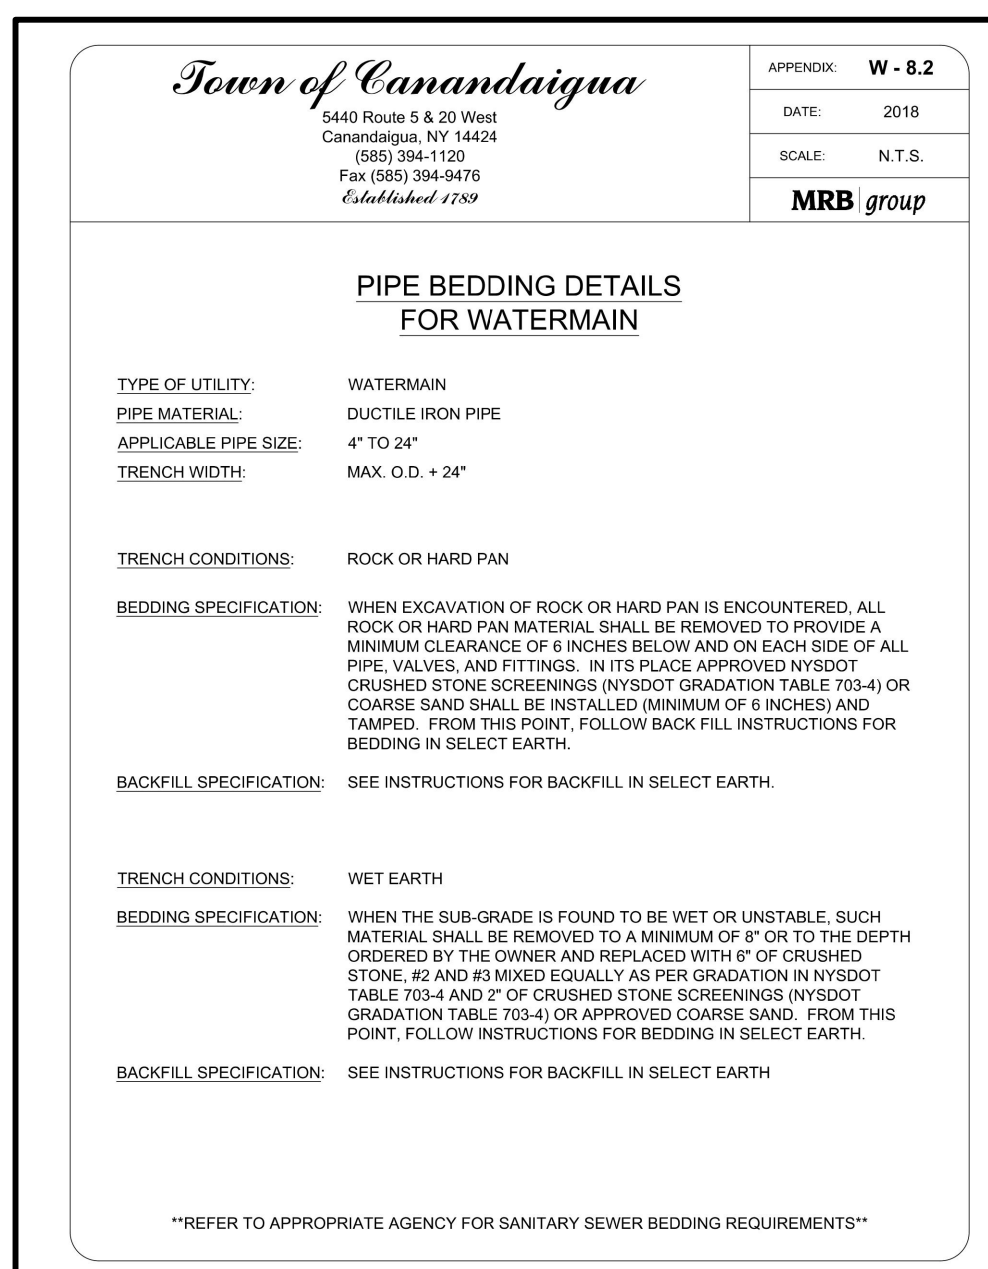 Town of Canandaigua
5440 Route 5 & 20 West
Canandaigua, NY 14424
(585) 394-1120
Fax (585) 394-9476
Established 1789
APPENDIX: W - 8.2
DATE: 2018
SCALE: N.T.S.
MRB group
PIPE BEDDING DETAILS
FOR WATERMAIN
TYPE OF UTILITY: WATERMAIN
PIPE MATERIAL: DUCTILE IRON PIPE
APPLICABLE PIPE SIZE: 4" TO 24"
TRENCH WIDTH: MAX. O.D. + 24"
TRENCH CONDITIONS: ROCK OR HARD PAN
BEDDING SPECIFICATION: WHEN EXCAVATION OF ROCK OR HARD PAN IS ENCOUNTERED, ALL
ROCK OR HARD PAN MATERIAL SHALL BE REMOVED TO PROVIDE A
MINIMUM CLEARANCE OF 6 INCHES BELOW AND ON EACH SIDE OF ALL
PIPE, VALVES, AND FITTINGS. IN ITS PLACE APPROVED NYSDOT
CRUSHED STONE SCREENINGS (NYSDOT GRADATION TABLE 703-4) OR
COARSE SAND SHALL BE INSTALLED (MINIMUM OF 6 INCHES) AND
TAMPED. FROM THIS POINT, FOLLOW BACK FILL INSTRUCTIONS FOR
BEDDING IN SELECT EARTH.
BACKFILL SPECIFICATION: SEE INSTRUCTIONS FOR BACKFILL IN SELECT EARTH.
TRENCH CONDITIONS: WET EARTH
BEDDING SPECIFICATION: WHEN THE SUB-GRADE IS FOUND TO BE WET OR UNSTABLE, SUCH
MATERIAL SHALL BE REMOVED TO A MINIMUM OF 8" OR TO THE DEPTH
ORDERED BY THE OWNER AND REPLACED WITH 6" OF CRUSHED
STONE, #2 AND #3 MIXED EQUALLY AS PER GRADATION IN NYSDOT
TABLE 703-4 AND 2" OF CRUSHED STONE SCREENINGS (NYSDOT
GRADATION TABLE 703-4) OR APPROVED COARSE SAND. FROM THIS
POINT, FOLLOW INSTRUCTIONS FOR BEDDING IN SELECT EARTH.
BACKFILL SPECIFICATION: SEE INSTRUCTIONS FOR BACKFILL IN SELECT EARTH
**REFER TO APPROPRIATE AGENCY FOR SANITARY SEWER BEDDING REQUIREMENTS**